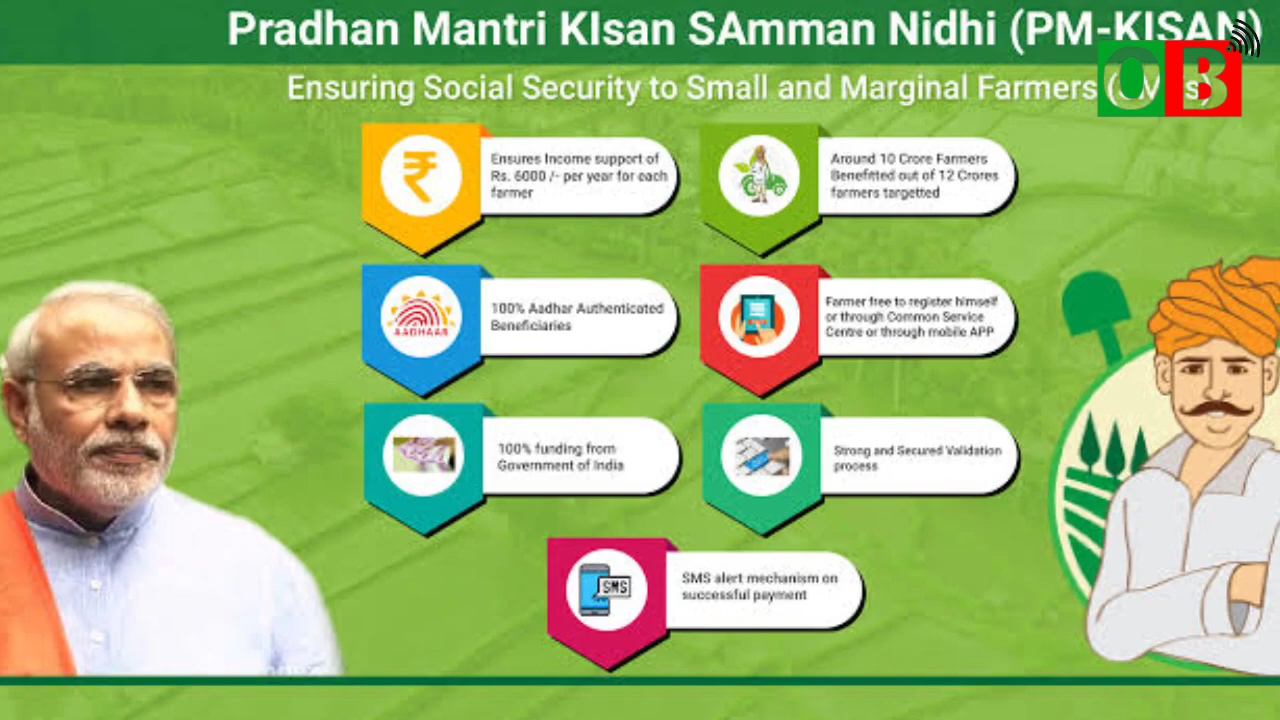 Pradhan Mantri KIsan SAmman Nidhi (PM-KISAN)
Ensuring Social Security to Small and Marginal Farmers
OB
Ensures Income support of
Rs. 6000 /- per year for each
farmer
Around 10 Crore Farmers
Benefitted out of 12 Crores
farmers targetted
AADHAAR
100% Aadhar Authenticated
Beneficiaries
Farmer free to register himself
or through Common Service
Centre or through mobile APP
100% funding from
Government of India
Strong and Secured Validation
process
SMS
SMS alert mechanism on
successful payment